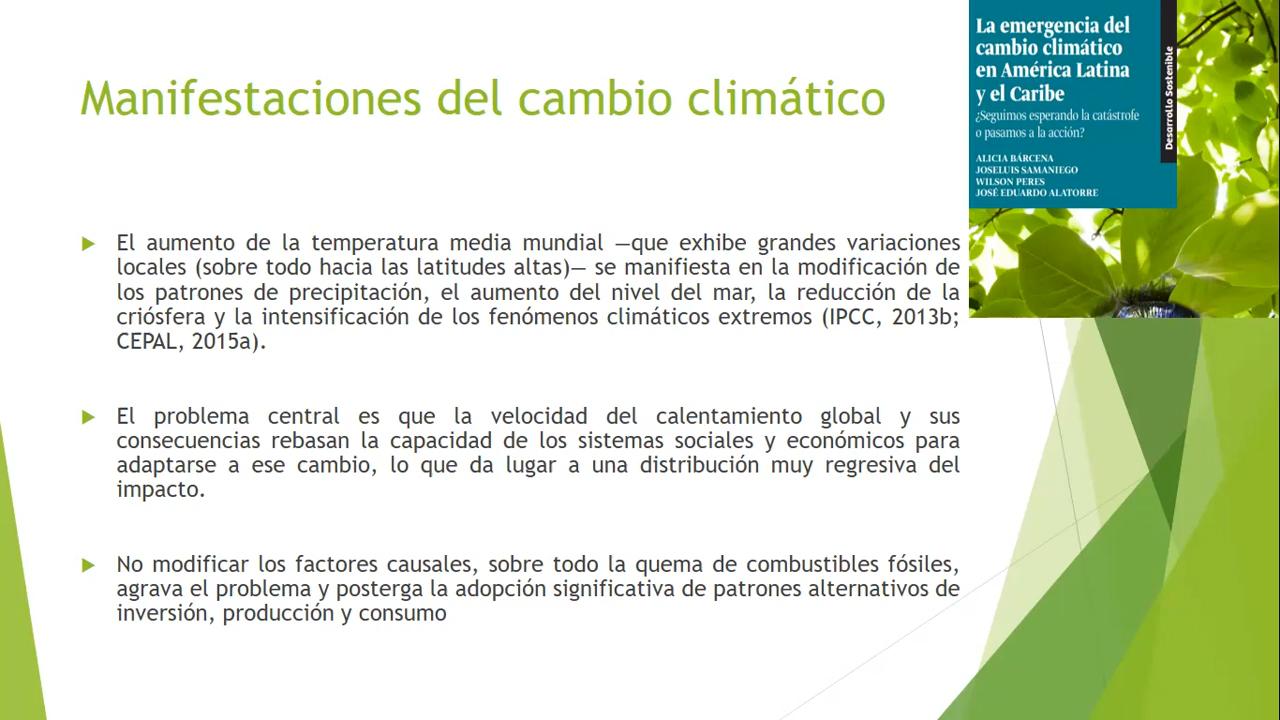 Manifestaciones del cambio climático
El aumento de la temperatura media mundial —que exhibe grandes variaciones
locales (sobre todo hacia las latitudes altas)— se manifiesta en la modificación de
los patrones de precipitación, el aumento del nivel del mar, la reducción de la
criósfera y la intensificación de los fenómenos climáticos extremos (IPCC, 2013b;
CEPAL, 2015a).
El problema central es que la velocidad del calentamiento global y sus
consecuencias rebasan la capacidad de los sistemas sociales y económicos para
adaptarse a ese cambio, lo que da lugar a una distribución muy regresiva del
impacto.
No modificar los factores causales, sobre todo la quema de combustibles fósiles,
agrava el problema y posterga la adopción significativa de patrones alternativos de
inversión, producción y consumo
La emergencia del
cambio climático
en América Latina
y el Caribe
¿Seguimos esperando la catástrofe
o pasamos a la acción?
ALICIA BÁRCENA
JOSELUIS SAMANIEGO
WILSON PERES
JOSÉ EDUARDO ALATORRE
Desarrollo Sostenible